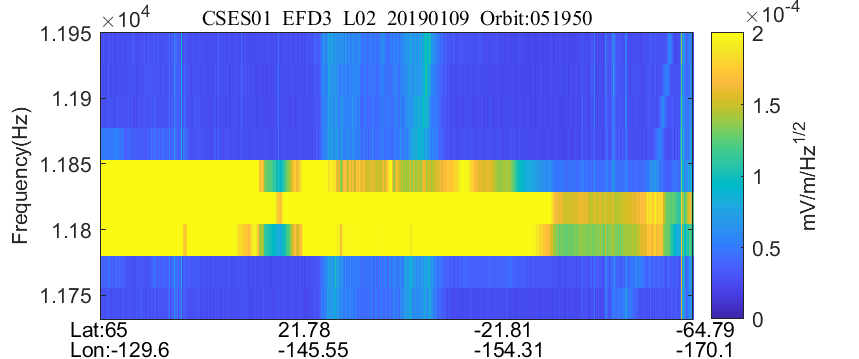 CSES01 EFD3 L02 20190109 Orbit:051950
×10^4
×10^-4
1.195
1.19
1.185
1.18
1.175
Frequency(Hz)
2
1.5
1
0.5
0
mV/m/Hz^1/2
Lat:65 21.78 -21.81 -64.79
Lon:-129.6 -145.55 -154.31 -170.1